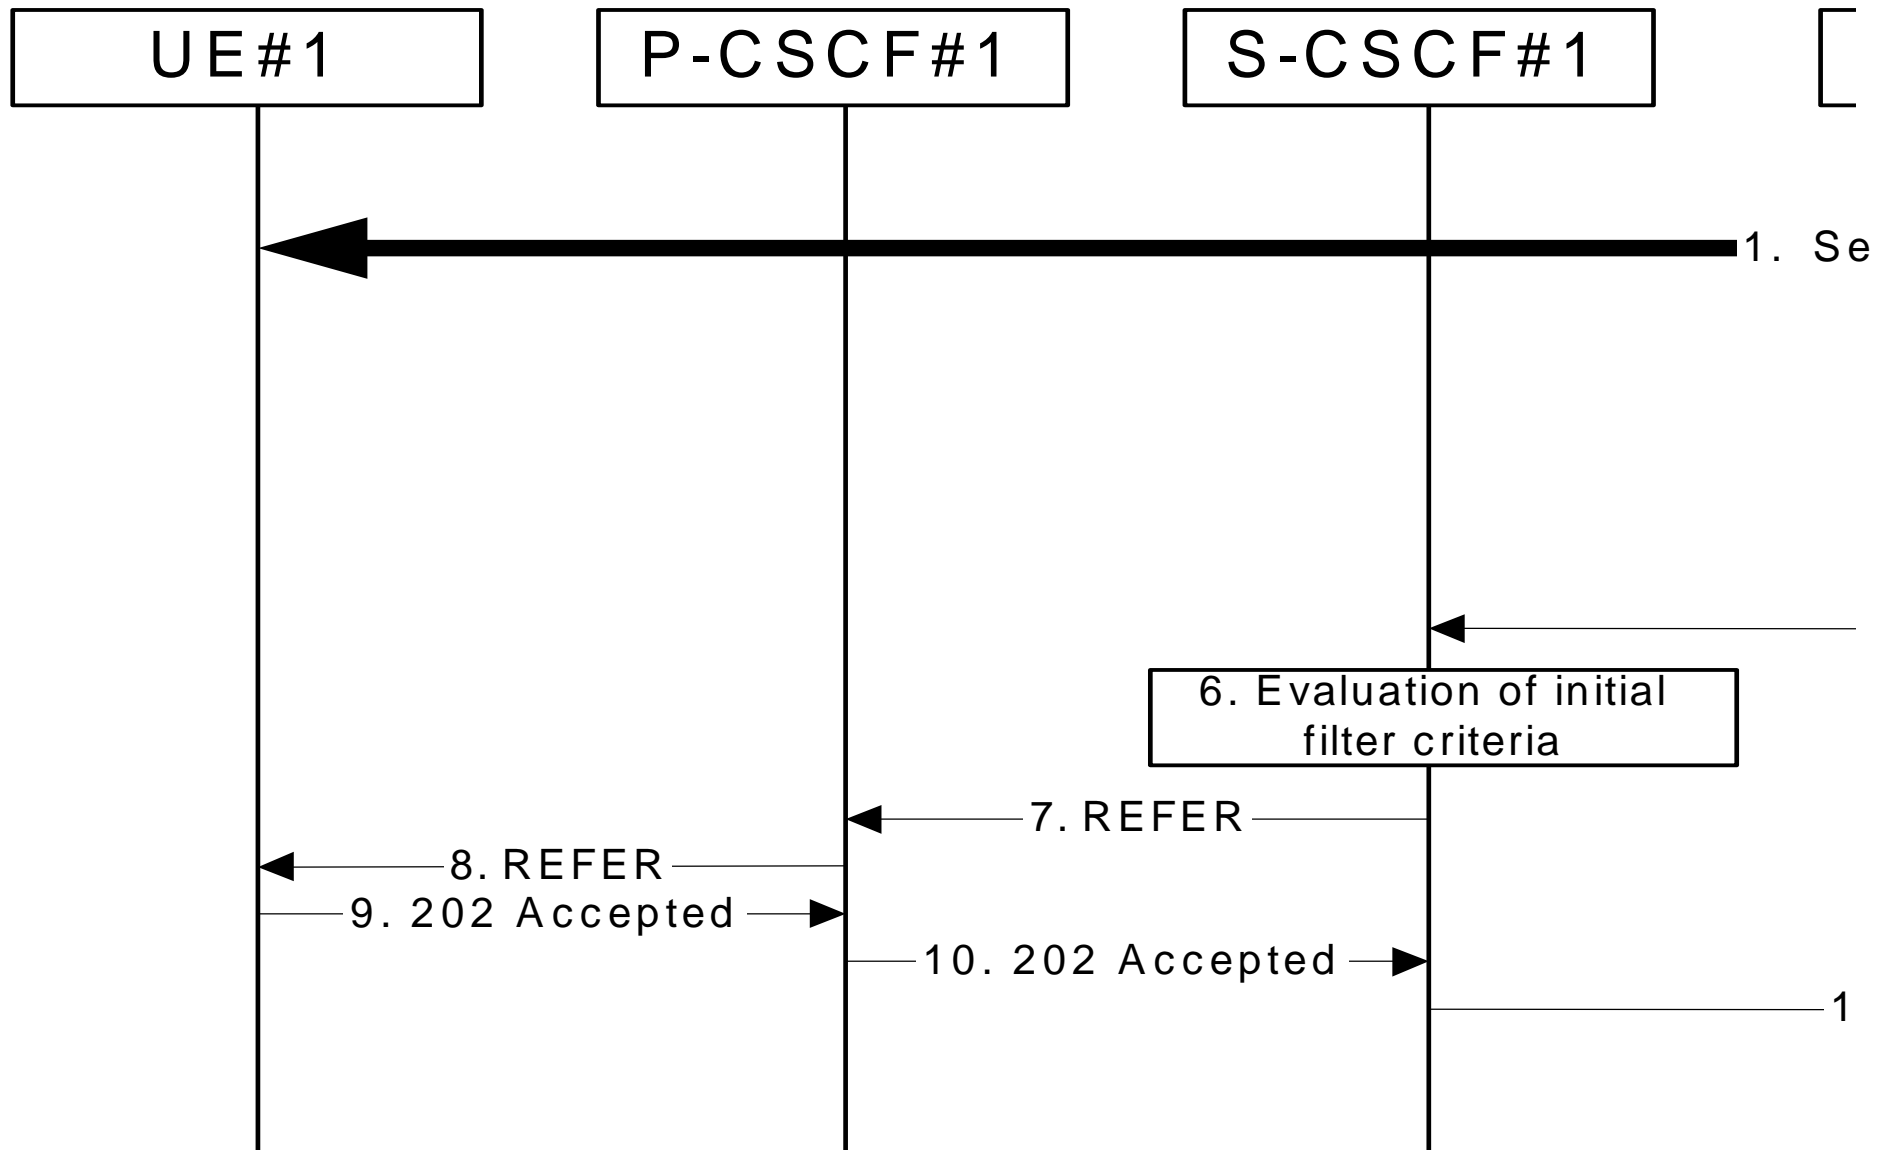 UE#1
P-CSCF#1
S-CSCF#1
1. Se
6. Evaluation of initial
filter criteria
7. REFER
8. REFER
9. 202 Accepted
10. 202 Accepted
1